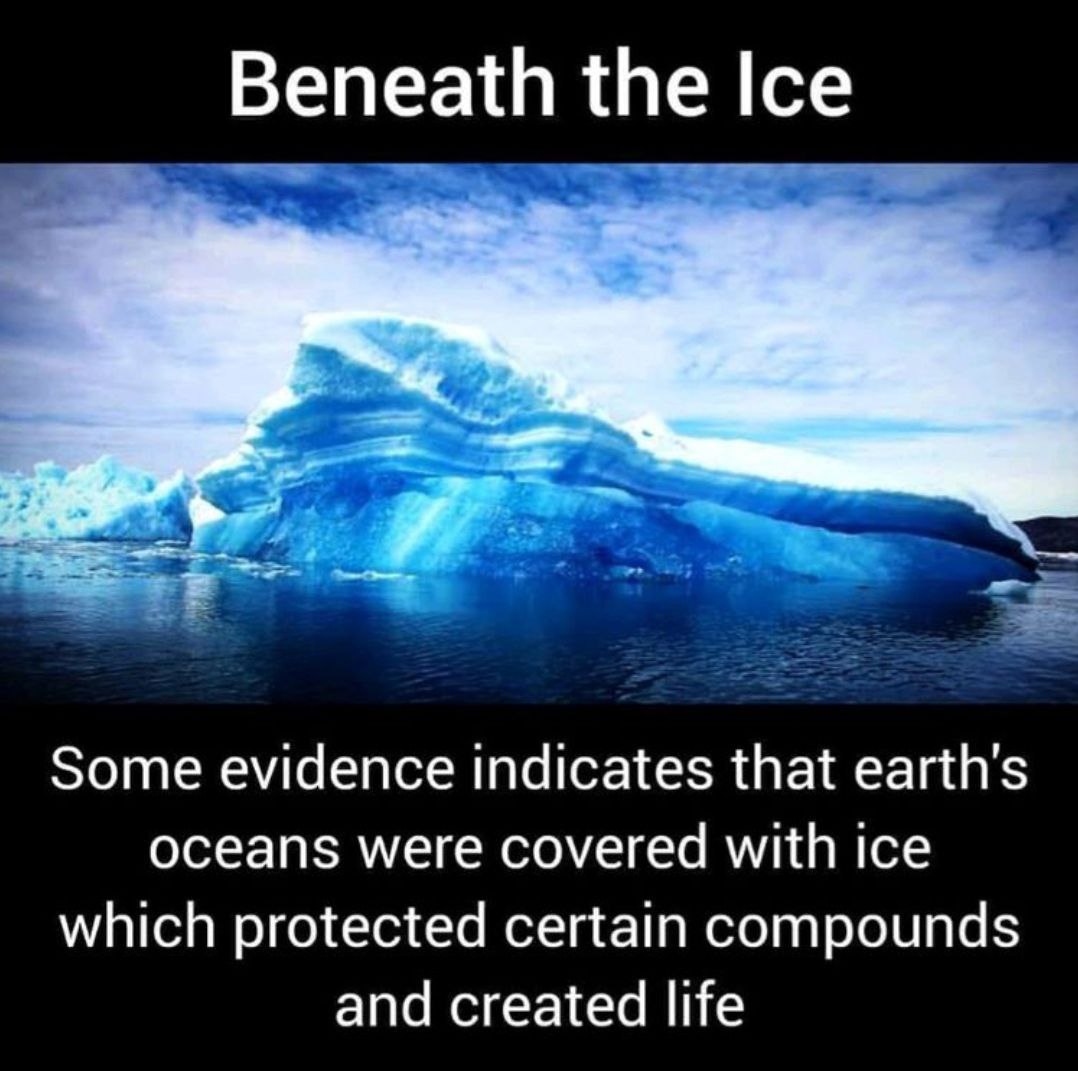 Beneath the Ice
Some evidence indicates that earth's
oceans were covered with ice
which protected certain compounds
and created life